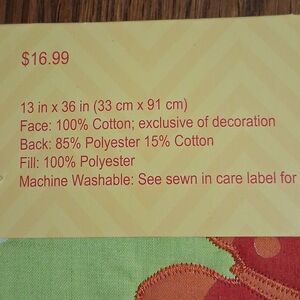 $16.99
13 in x 36 in (33 cm x 91 cm)
Face: 100% Cotton; exclusive of decoration
Back: 85% Polyester 15% Cotton
Fill: 100% Polyester
Machine Washable: See sewn in care label for